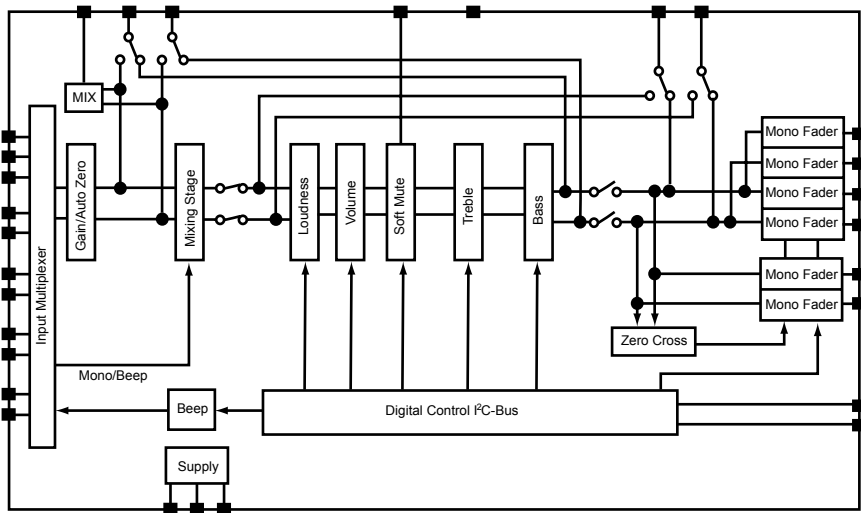 MIX
Input Multiplexer
Gain/Auto Zero
Mixing Stage
Loudness
Volume
Soft Mute
Treble
Bass
Mono Fader
Mono Fader
Mono Fader
Mono Fader
Mono Fader
Mono Fader
Zero Cross
Mono/Beep
Beep
Digital Control I²C-Bus
Supply